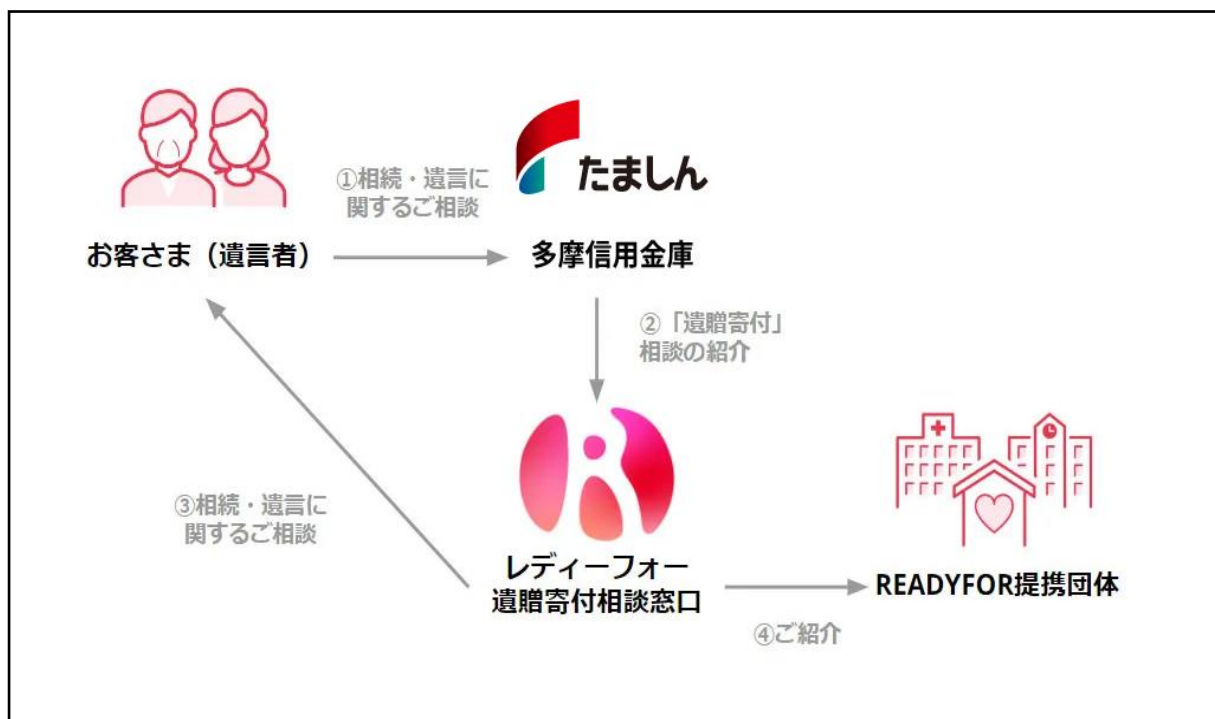 たましん
①相続・遺言に
関するご相談
お客さま（遺言者）
多摩信用金庫
②「遺贈寄付」
相談の紹介
③相続・遺言に
関するご相談
レディーフォー
遺贈寄付相談窓口
READYFOR提携団体
④ご紹介